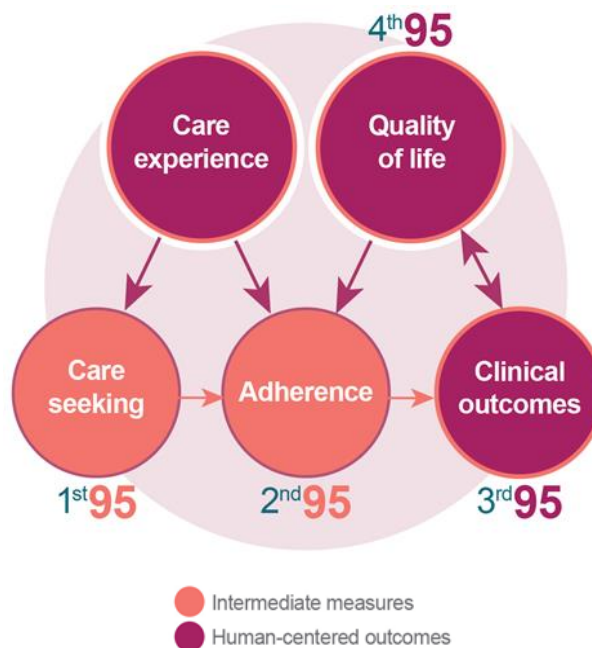 4th95
Care
experience
Quality
of life
Care
seeking
Adherence
Clinical
outcomes
1st95
2nd95
3rd95
Intermediate measures
Human-centered outcomes